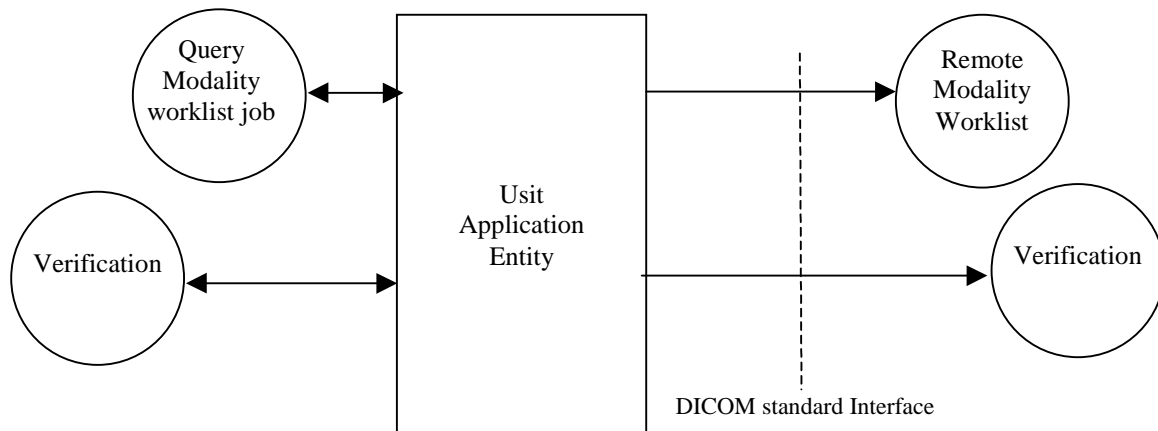 Query
Modality
worklist job
Verification
Usit
Application
Entity
Remote
Modality
Worklist
Verification
DICOM standard Interface